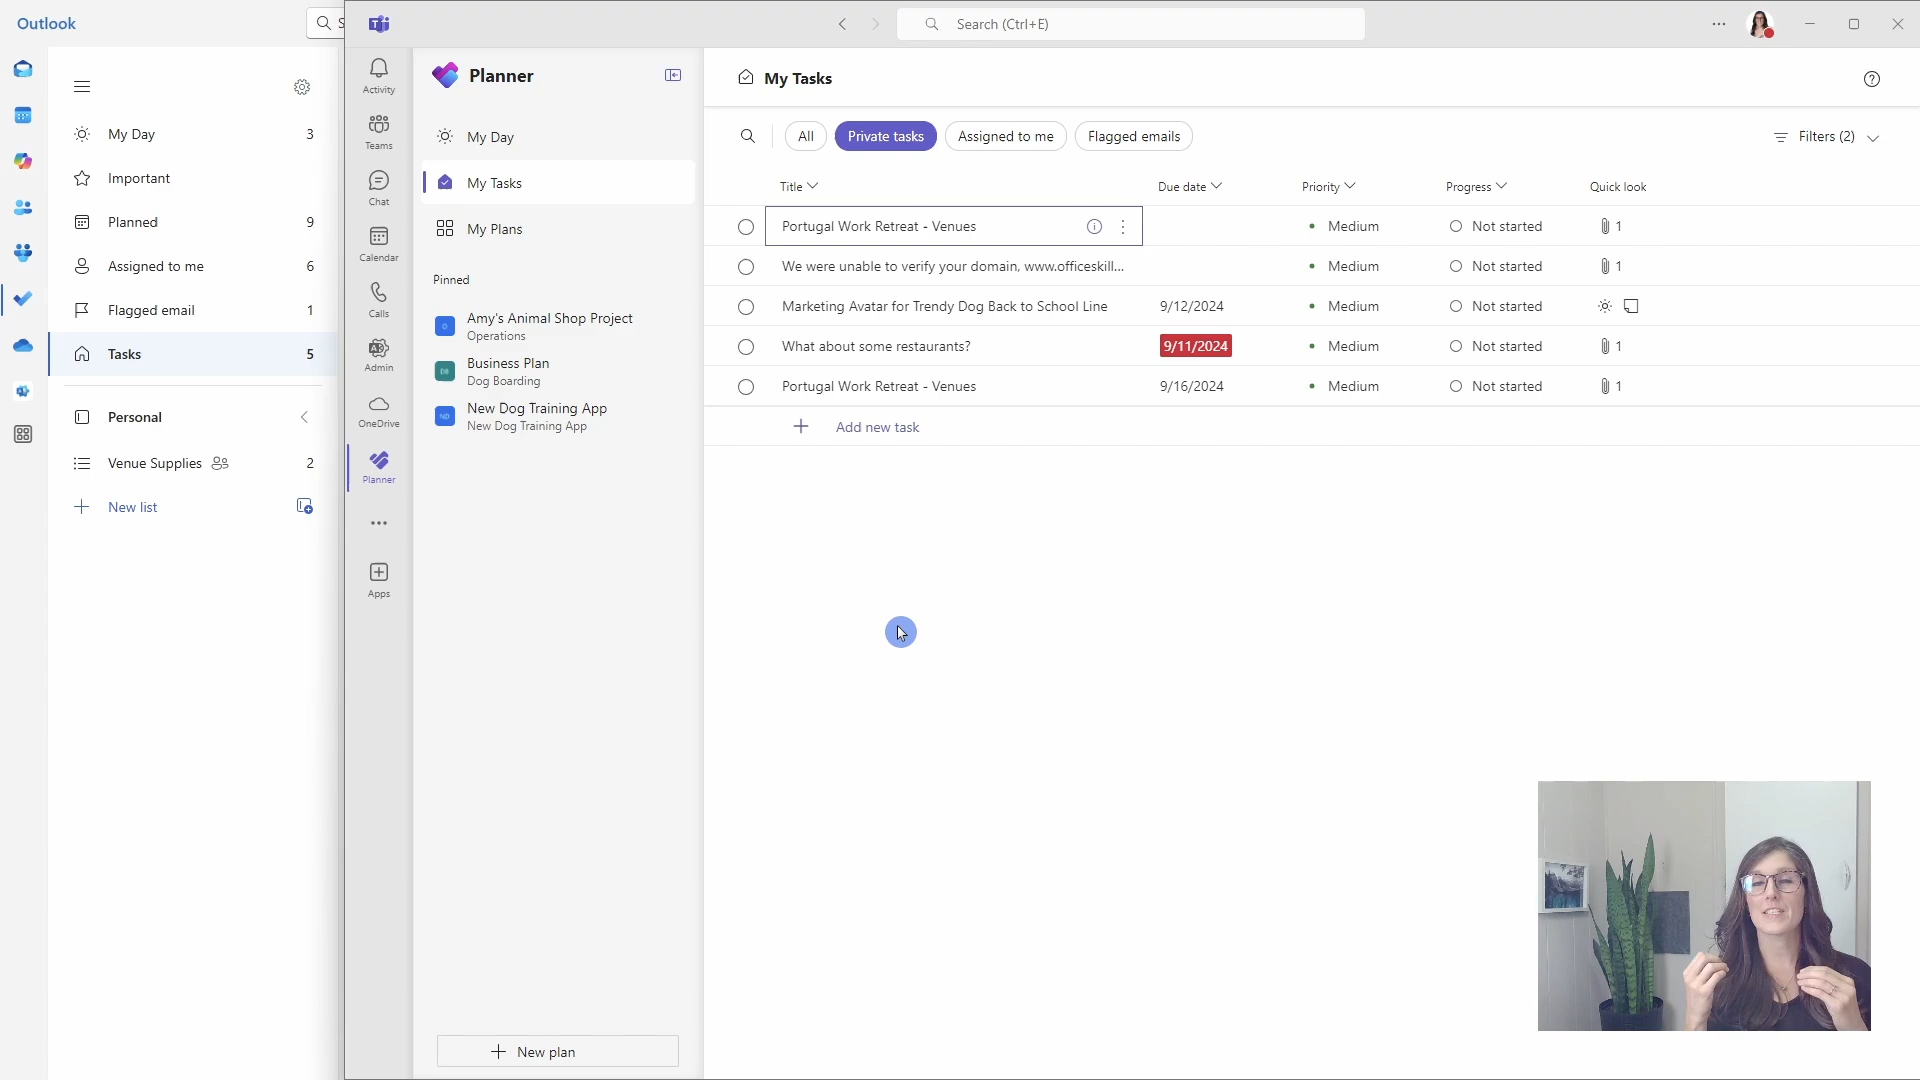 Outlook
S
My Day 3
Important
Planned 9
Assigned to me 6
Flagged email 1
Tasks 5
Personal
Venue Supplies 2
New list
Search (Ctrl+E)
Activity
Teams
Chat
Calendar
Calls
Admin
OneDrive
Planner
Apps
Planner
My Day
My Tasks
My Plans
Pinned
Amy's Animal Shop Project
Operations
Business Plan
Dog Boarding
New Dog Training App
New Dog Training App
New plan
My Tasks
All Private tasks Assigned to me Flagged emails Filters (2)
Title Due date Priority Progress Quick look
Portugal Work Retreat - Venues Medium Not started 1
We were unable to verify your domain, www.officeskill... Medium Not started 1
Marketing Avatar for Trendy Dog Back to School Line 9/12/2024 Medium Not started
What about some restaurants? 9/11/2024 Medium Not started 1
Portugal Work Retreat - Venues 9/16/2024 Medium Not started 1
Add new task